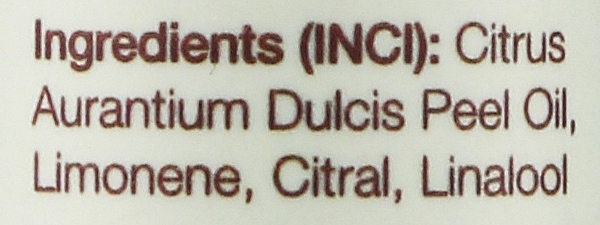 Ingredients (INCI): Citrus
Aurantium Dulcis Peel Oil,
Limonene, Citral, Linalool